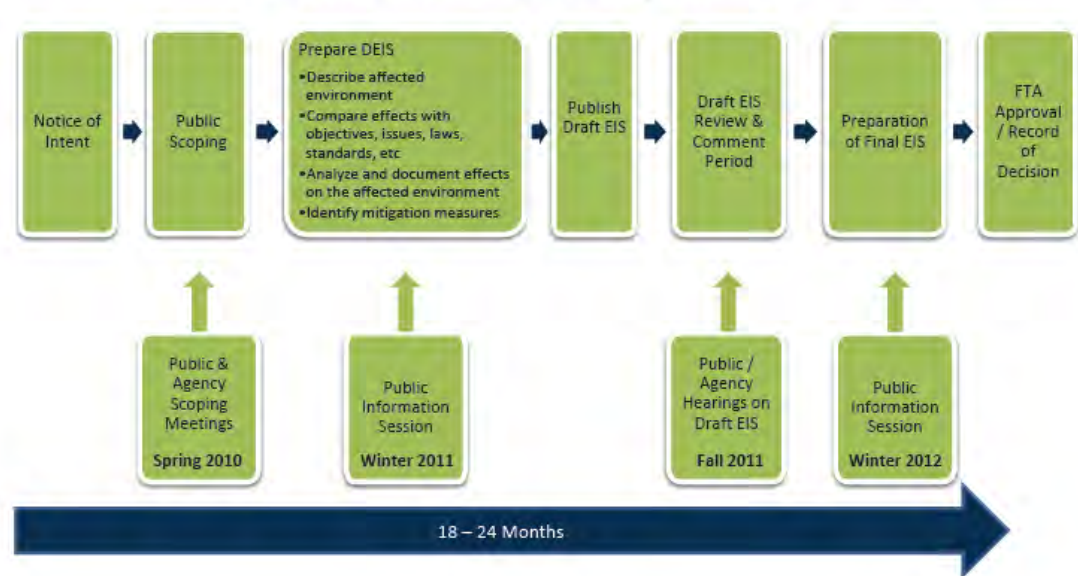 Notice of
Intent
Public
Scoping
Prepare DEIS
•Describe affected
environment
•Compare effects with
objectives, issues, laws,
standards, etc
•Analyze and document effects
on the affected environment
•Identify mitigation measures
Publish
Draft EIS
Draft EIS
Review &
Comment
Period
Preparation
of Final EIS
FTA
Approval
/ Record
of
Decision
Public &
Agency
Scoping
Meetings
Spring 2010
Public
Information
Session
Winter 2011
Public /
Agency
Hearings on
Draft EIS
Fall 2011
Public
Information
Session
Winter 2012
18 – 24 Months